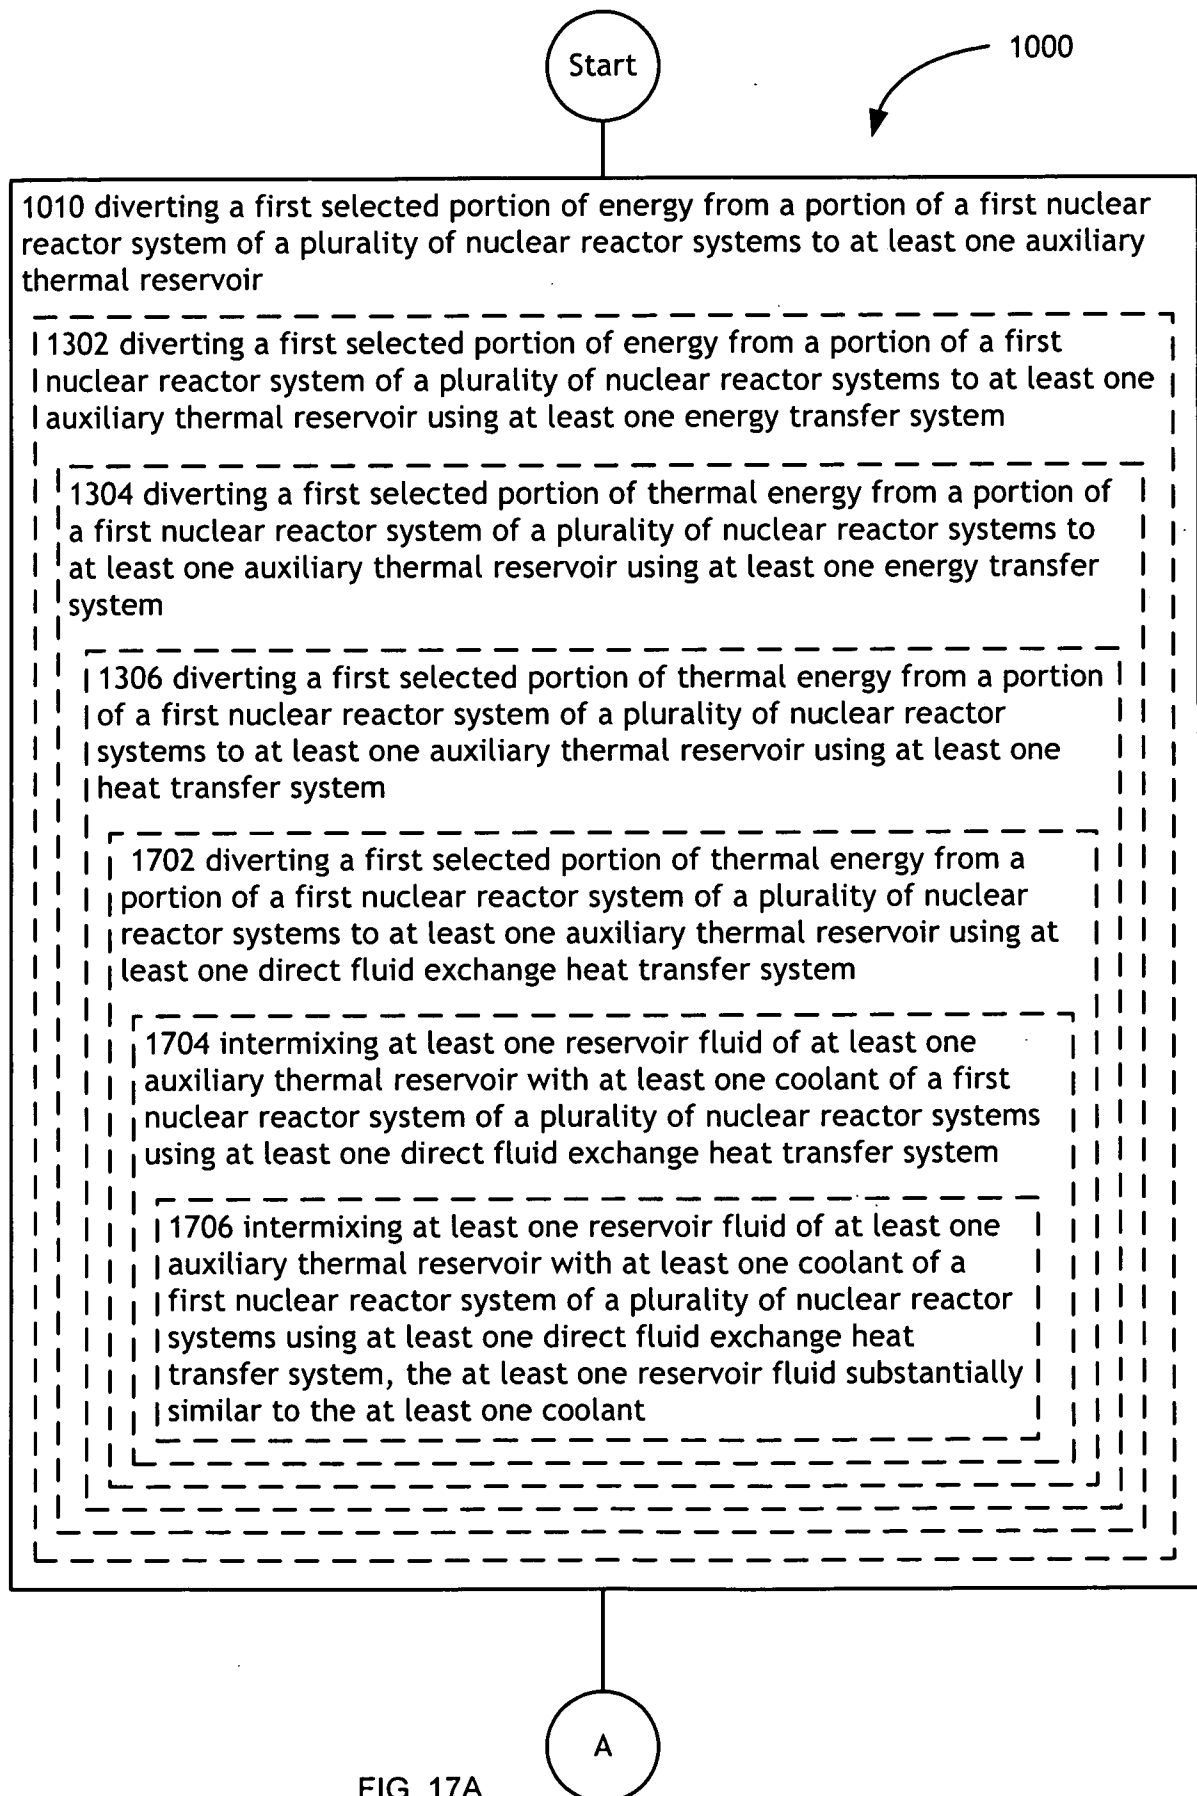 Start
1000
1010 diverting a first selected portion of energy from a portion of a first nuclear
reactor system of a plurality of nuclear reactor systems to at least one auxiliary
thermal reservoir
1302 diverting a first selected portion of energy from a portion of a first
nuclear reactor system of a plurality of nuclear reactor systems to at least one
auxiliary thermal reservoir using at least one energy transfer system
1304 diverting a first selected portion of thermal energy from a portion of
a first nuclear reactor system of a plurality of nuclear reactor systems to
at least one auxiliary thermal reservoir using at least one energy transfer
system
1306 diverting a first selected portion of thermal energy from a portion
of a first nuclear reactor system of a plurality of nuclear reactor
systems to at least one auxiliary thermal reservoir using at least one
heat transfer system
1702 diverting a first selected portion of thermal energy from a
portion of a first nuclear reactor system of a plurality of nuclear
reactor systems to at least one auxiliary thermal reservoir using at
least one direct fluid exchange heat transfer system
1704 intermixing at least one reservoir fluid of at least one
auxiliary thermal reservoir with at least one coolant of a first
nuclear reactor system of a plurality of nuclear reactor systems
using at least one direct fluid exchange heat transfer system
1706 intermixing at least one reservoir fluid of at least one
auxiliary thermal reservoir with at least one coolant of a
first nuclear reactor system of a plurality of nuclear reactor
systems using at least one direct fluid exchange heat
transfer system, the at least one reservoir fluid substantially
similar to the at least one coolant
A
FIG. 17A